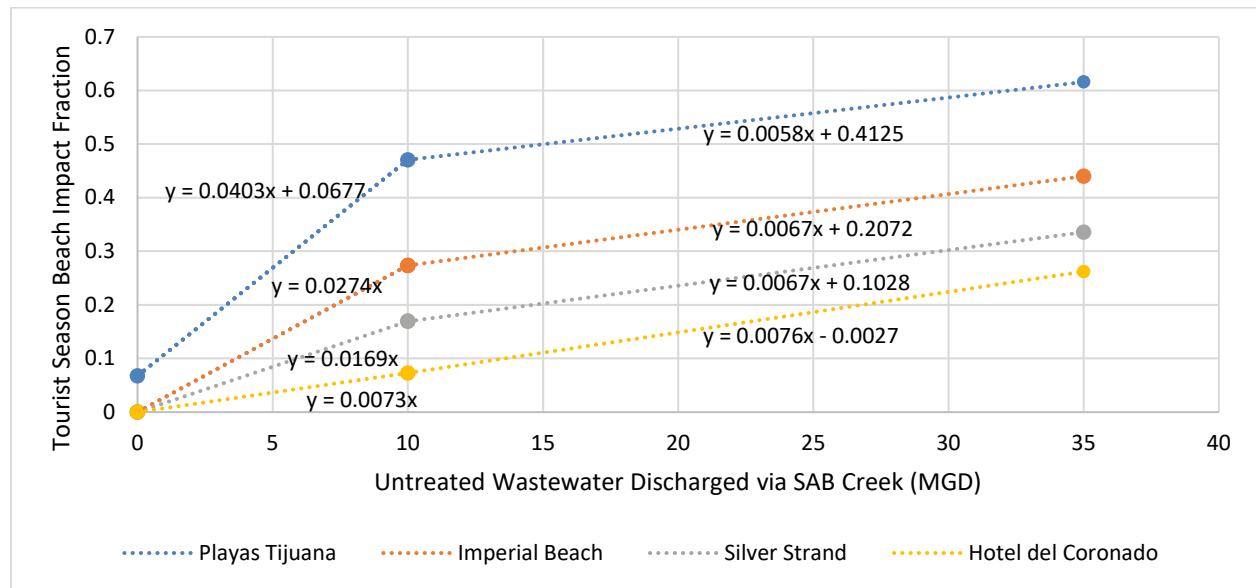 Tourist Season Beach Impact Fraction
0.7
0.6
0.5
0.4
0.3
0.2
0.1
0
y = 0.0058x + 0.4125
y = 0.0403x + 0.0677
y = 0.0067x + 0.2072
y = 0.0274x
y = 0.0067x + 0.1028
y = 0.0076x - 0.0027
y = 0.0169x
y = 0.0073x
0 5 10 15 20 25 30 35 40
Untreated Wastewater Discharged via SAB Creek (MGD)
Playas Tijuana Imperial Beach Silver Strand Hotel del Coronado